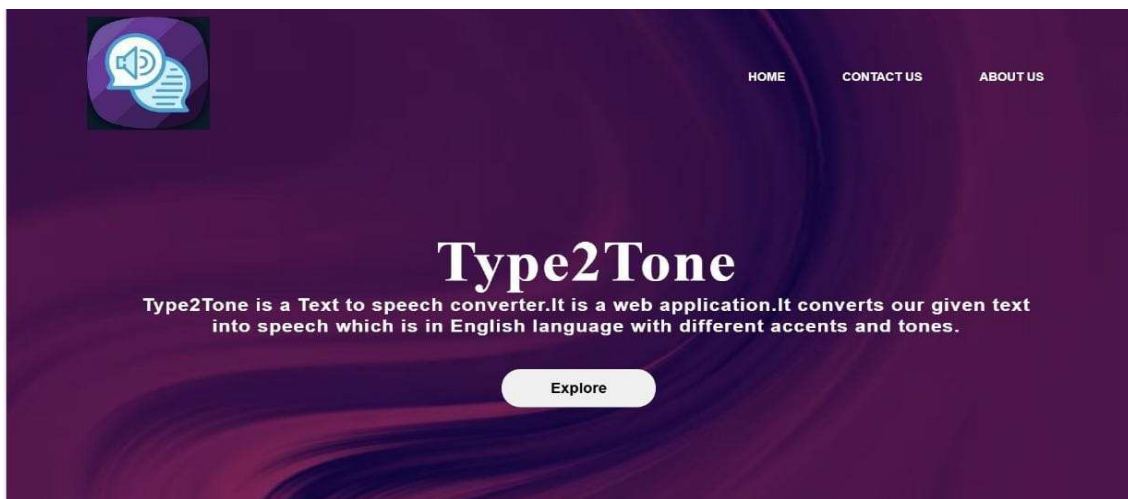 HOME CONTACT US ABOUT US
Type2Tone
Type2Tone is a Text to speech converter.It is a web application.It converts our given text
into speech which is in English language with different accents and tones.
Explore